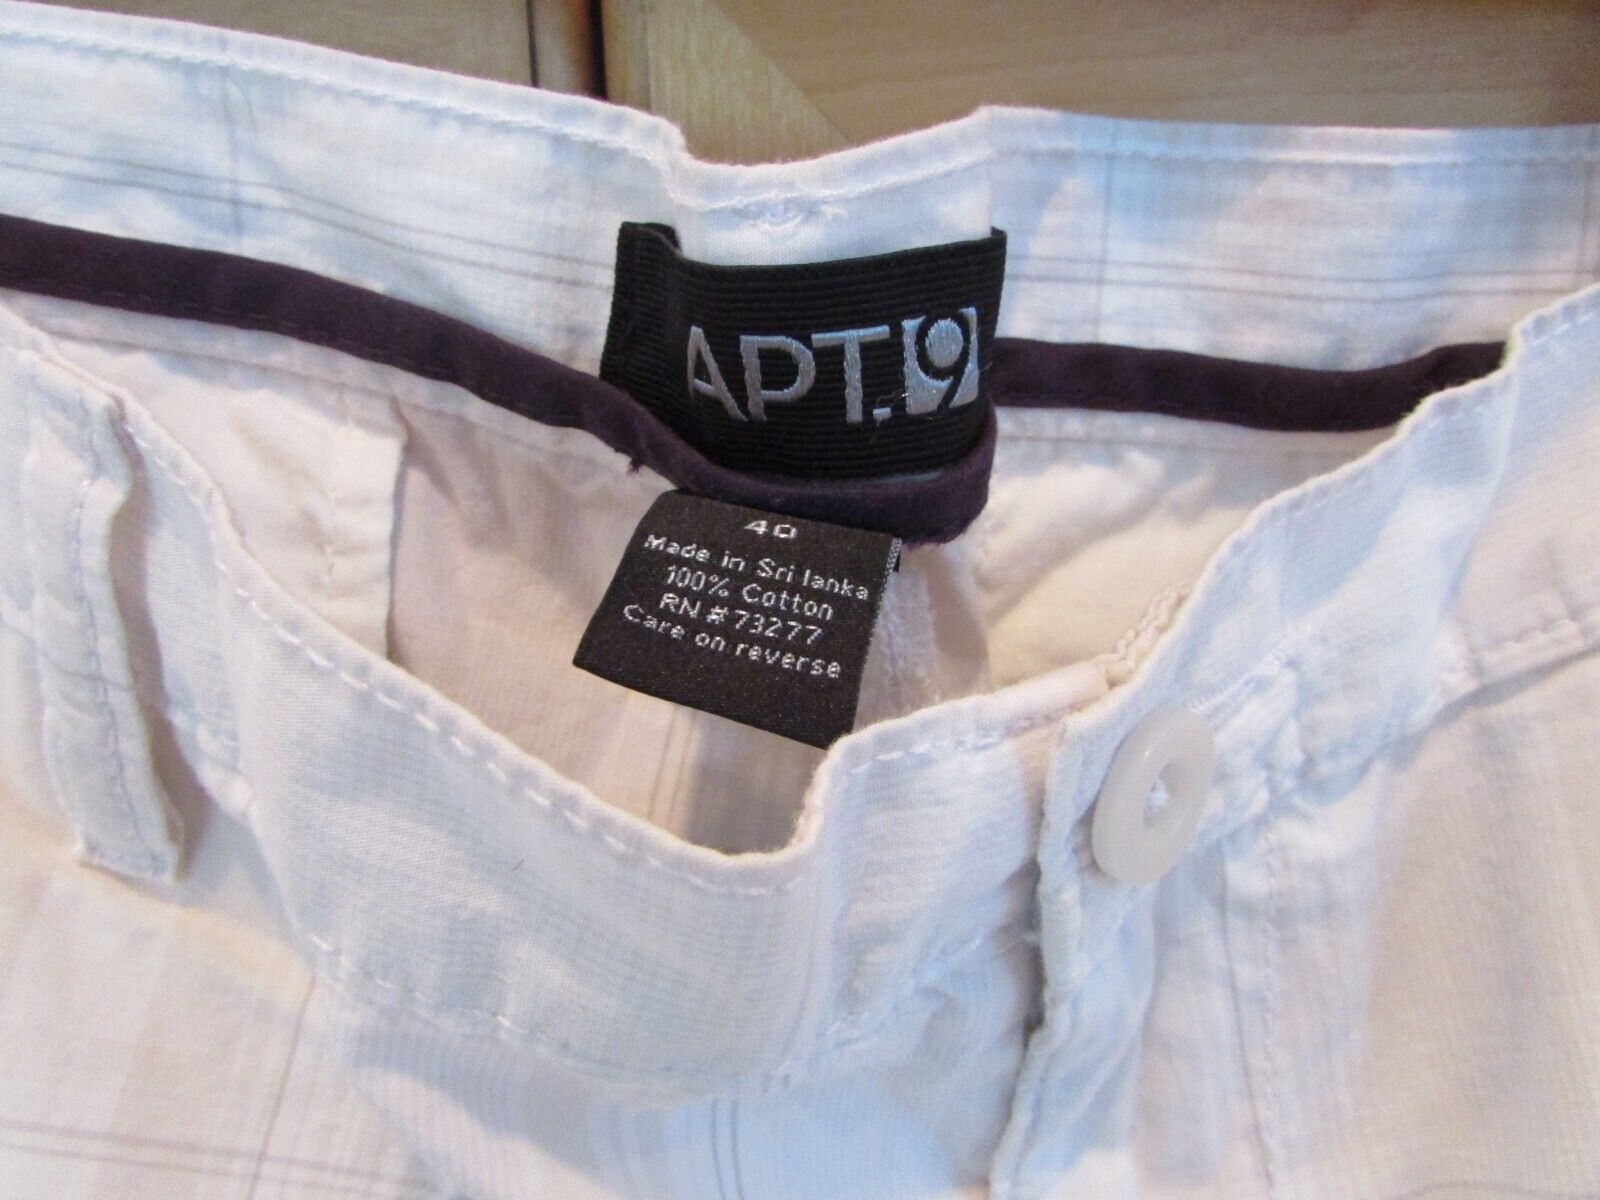 APT.9
40
Made in Sri lanka
100% Cotton
RN #73277
Care on reverse